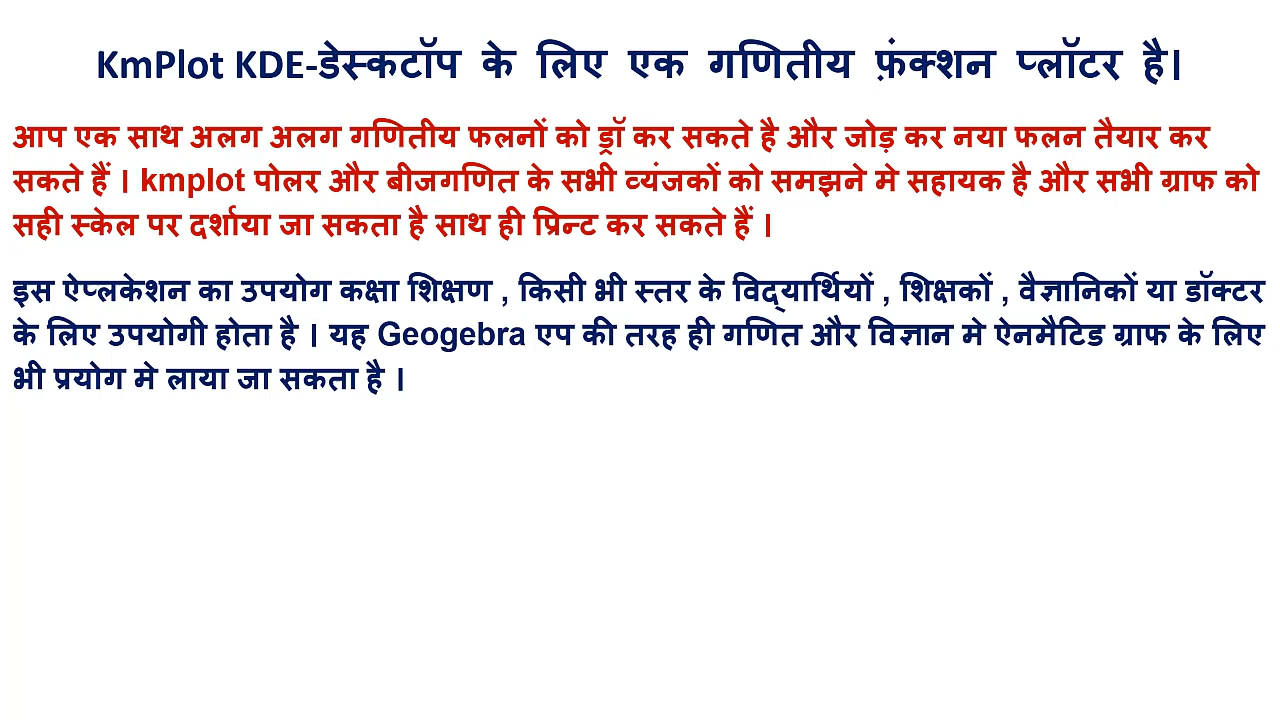 KmPlot KDE-डेस्कटॉप के लिए एक गणितीय फ़ंक्शन प्लॉटर है।
आप एक साथ अलग अलग गणितीय फलनों को ड्रॉ कर सकते है और जोड़ कर नया फलन तैयार कर
सकते हैं । kmplot पोलर और बीजगणित के सभी व्यंजकों को समझने मे सहायक है और सभी ग्राफ को
सही स्केल पर दर्शाया जा सकता है साथ ही प्रिन्ट कर सकते हैं ।
इस ऐप्लकेशन का उपयोग कक्षा शिक्षण , किसी भी स्तर के विद्यार्थियों , शिक्षकों , वैज्ञानिकों या डॉक्टर
के लिए उपयोगी होता है । यह Geogebra एप की तरह ही गणित और विज्ञान मे ऐनमैटिड ग्राफ के लिए
भी प्रयोग मे लाया जा सकता है ।